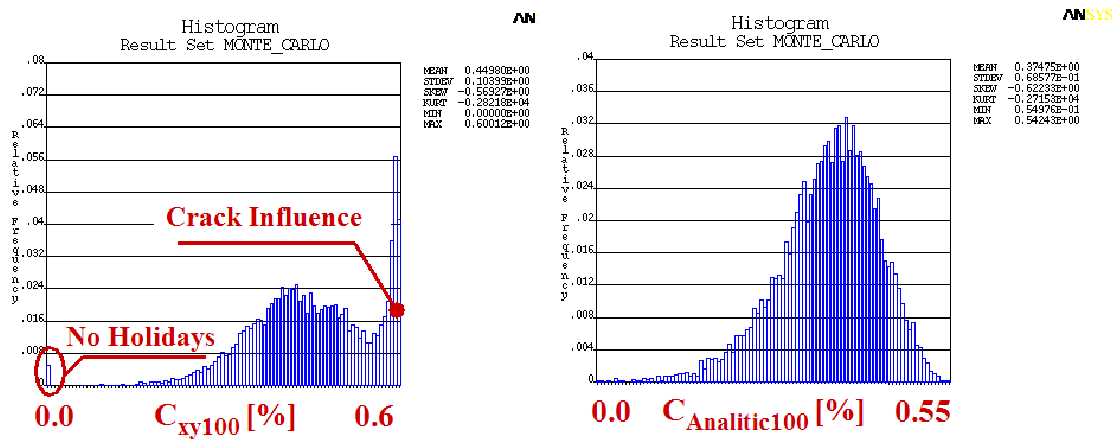 AN
Histogram
Result Set MONTE_CARLO
MEAN 0.44980E+00
STDEV 0.10399E+00
SKEW -0.56927E+00
KURT -0.28218E+04
MIN 0.00000E+00
MAX 0.60012E+00
.08
.072
.064
.056
.048
.04
.032
.024
.016
.008
Relative Frequency
Crack Influence
No Holidays
0.0 Cxy100 [%] 0.6
ANSYS
Histogram
Result Set MONTE_CARLO
MEAN 0.37475E+00
STDEV 0.68577E-01
SKEW -0.62233E+00
KURT -0.27153E+04
MIN 0.54976E-01
MAX 0.54243E+00
.04
.036
.032
.028
.024
.02
.016
.012
.008
.004
0
Relative Frequency
0.0 CAnalitic100 [%] 0.55